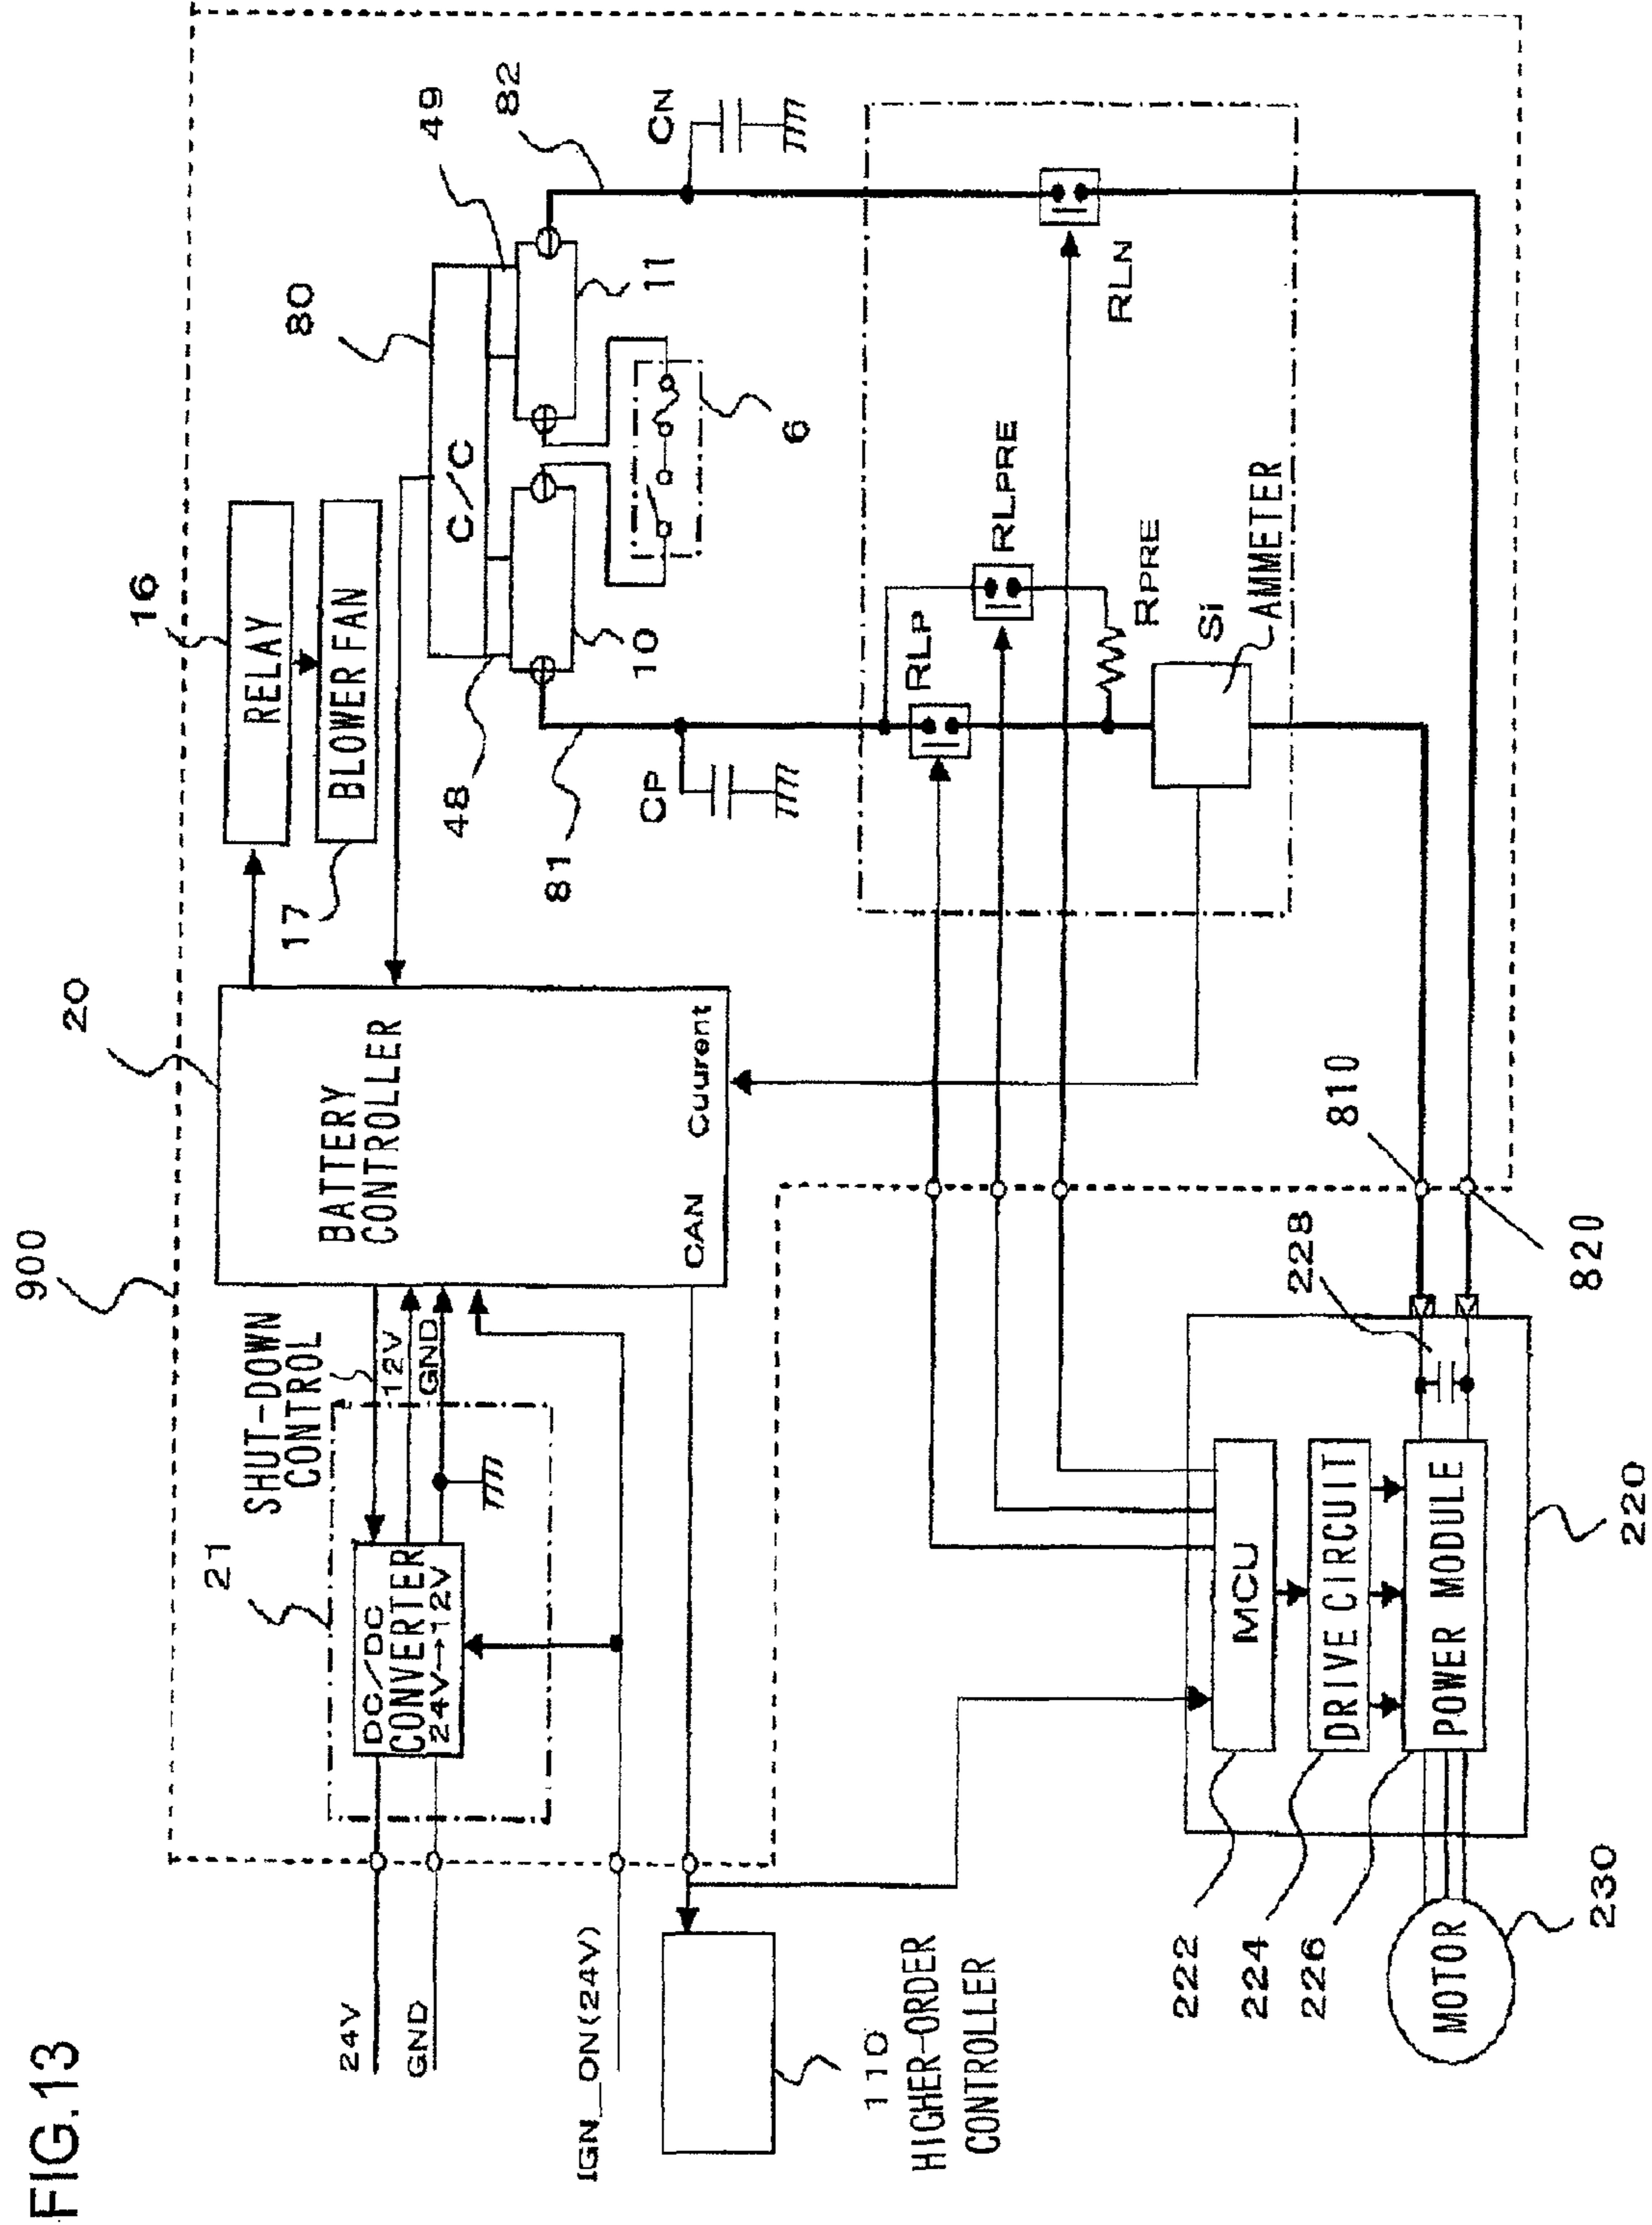 FIG.13
900
20
16
RELAY
BLOWER FAN
17
80
C/C
49
82
CN
48
10
11
6
81
CP
BATTERY
CONTROLLER
CAN
Cuurent
SHUT-DOWN
CONTROL
12V
GND
21
DC/DC
CONVERTER
24V→12V
24V
GND
IGN_ON(24V)
110
HIGHER-ORDER
CONTROLLER
RLP
RLPRE
RLN
RPRE
Si
AMMETER
810
820
228
MCU
DRIVE CIRCUIT
POWER MODULE
222
224
226
220
MOTOR
230